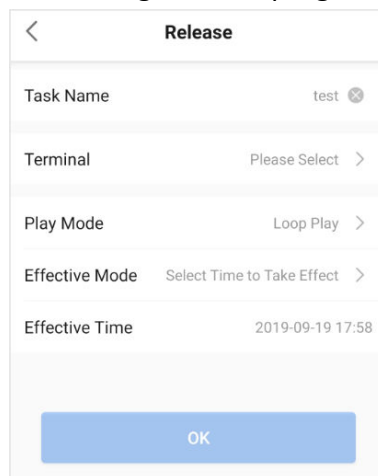 Release
Task Name test
Terminal Please Select
Play Mode Loop Play
Effective Mode Select Time to Take Effect
Effective Time 2019-09-19 17:58
OK